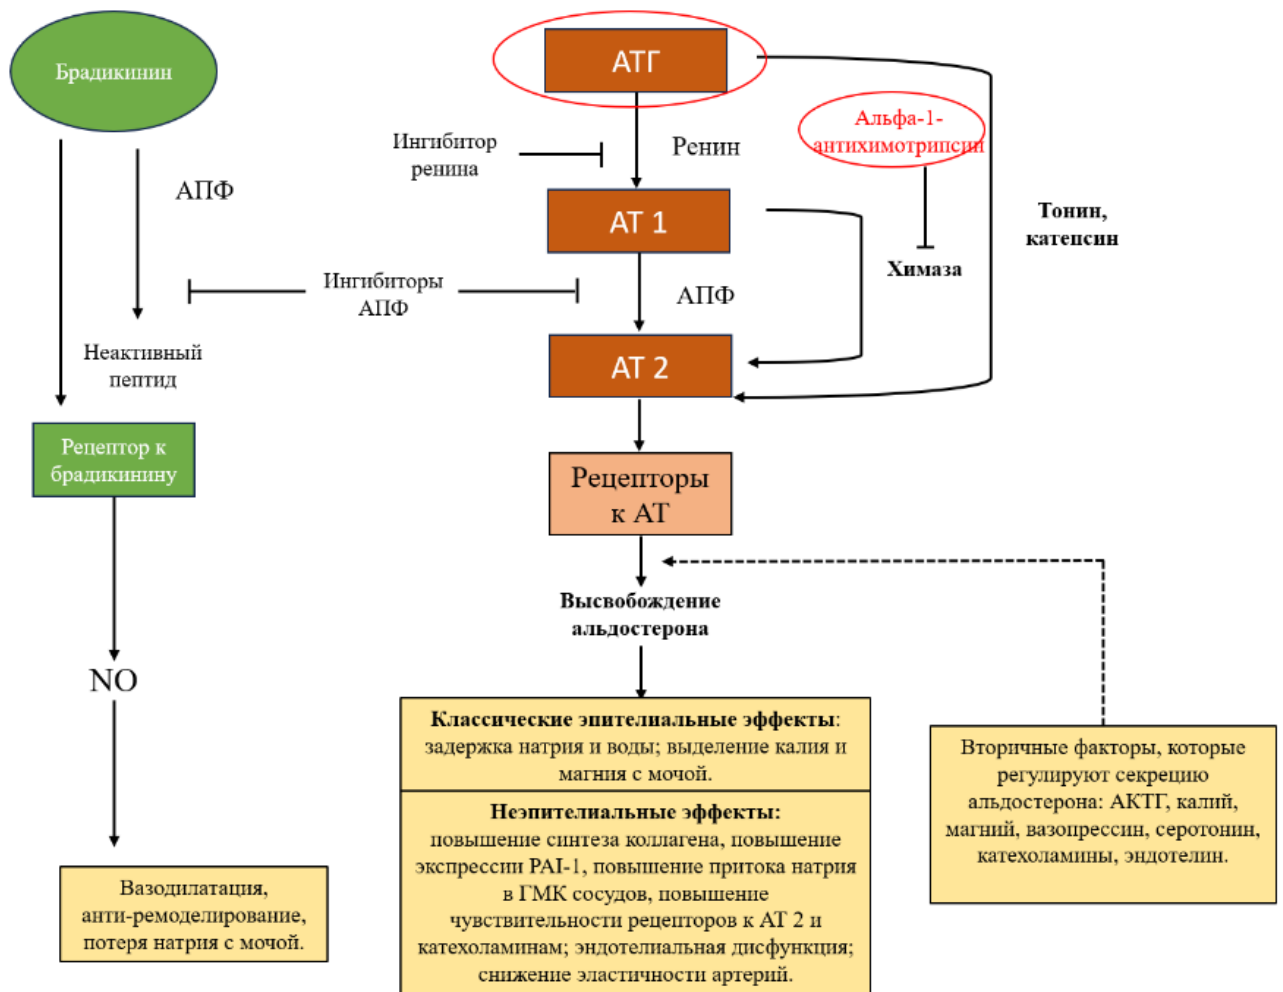 Брадикинин
АТГ
Альфа-1-
антихимотрипсин
Ингибитор
ренина
Ренин
АПФ
АТ 1
Тонин,
катепсин
Химаза
Ингибиторы
АПФ
АПФ
Неактивный
пептид
АТ 2
Рецептор к
брадикинину
Рецепторы
к АТ
Высвобождение
альдостерона
NO
Классические эпителиальные эффекты:
задержка натрия и воды; выделение калия и
магния с мочой.
Неэпителиальные эффекты:
повышение синтеза коллагена, повышение
экспрессии PAI-1, повышение притока натрия
в ГМК сосудов, повышение
чувствительности рецепторов к АТ 2 и
катехоламинам; эндотелиальная дисфункция;
снижение эластичности артерий.
Вторичные факторы, которые
регулируют секрецию
альдостерона: АКТГ, калий,
магний, вазопрессин, серотонин,
катехоламины, эндотелин.
Вазодилатация,
анти-ремоделирование,
потеря натрия с мочой.